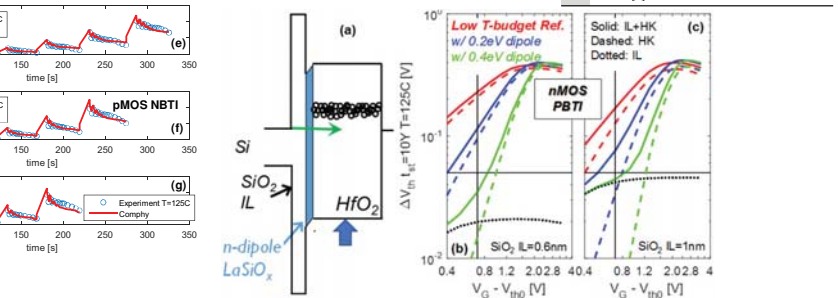 C
(e)
150 200 250 300 350
time [s]
C
pMOS NBTI
(f)
150 200 250 300 350
time [s]
(g)
Experiment T=125C
Comphy
150 200 250 300 350
time [s]
(a)
Si
SiO2
IL
HfO2
n-dipole
LaSiOx
ΔVth tst=10Y T=125C [V]
10^0
10^-1
10^-2
Low T-budget Ref.
w/ 0.2eV dipole
w/ 0.4eV dipole
(c)
Solid: IL+HK
Dashed: HK
Dotted: IL
nMOS
PBTI
(b) SiO2 IL=0.6nm
SiO2 IL=1nm
0.4 0.8 1.2 2.0 2.8 4
0.4 0.8 1.2 2.0 2.8 4
VG - Vth0 [V]
VG - Vth0 [V]